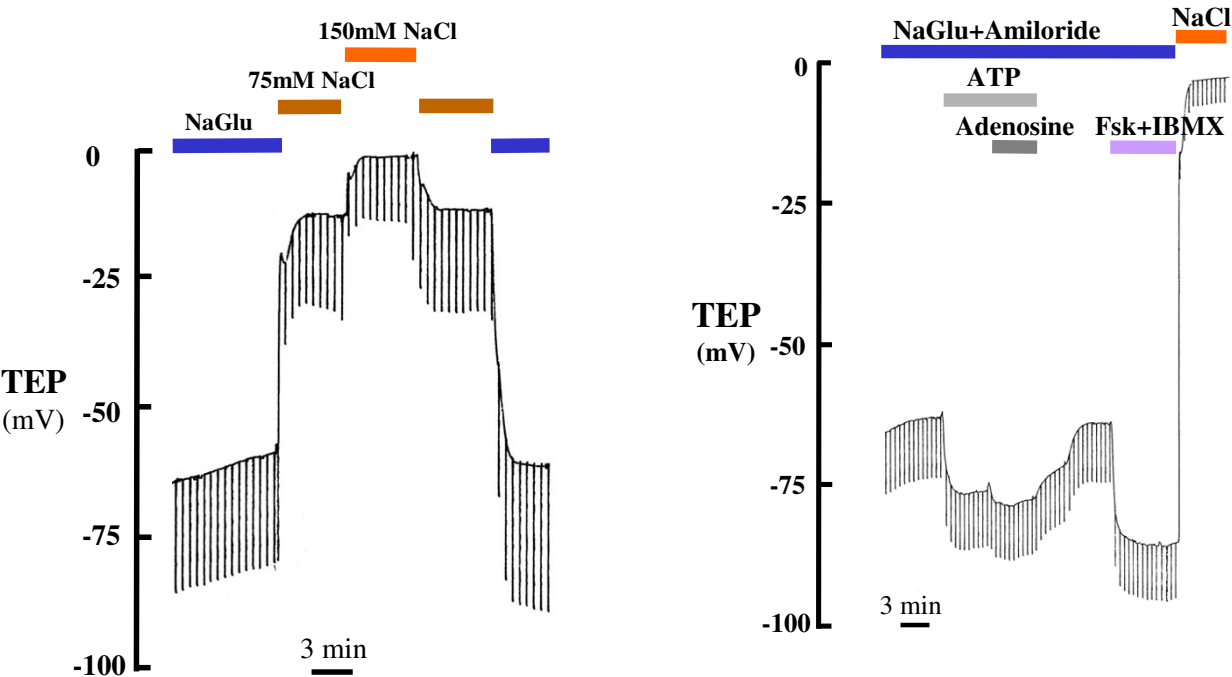 150mM NaCl
75mM NaCl
NaGlu
0
-25
-50
-75
-100
TEP
(mV)
3 min
NaCl
NaGlu+Amiloride
ATP
Adenosine
Fsk+IBMX
0
-25
-50
-75
-100
TEP
(mV)
3 min